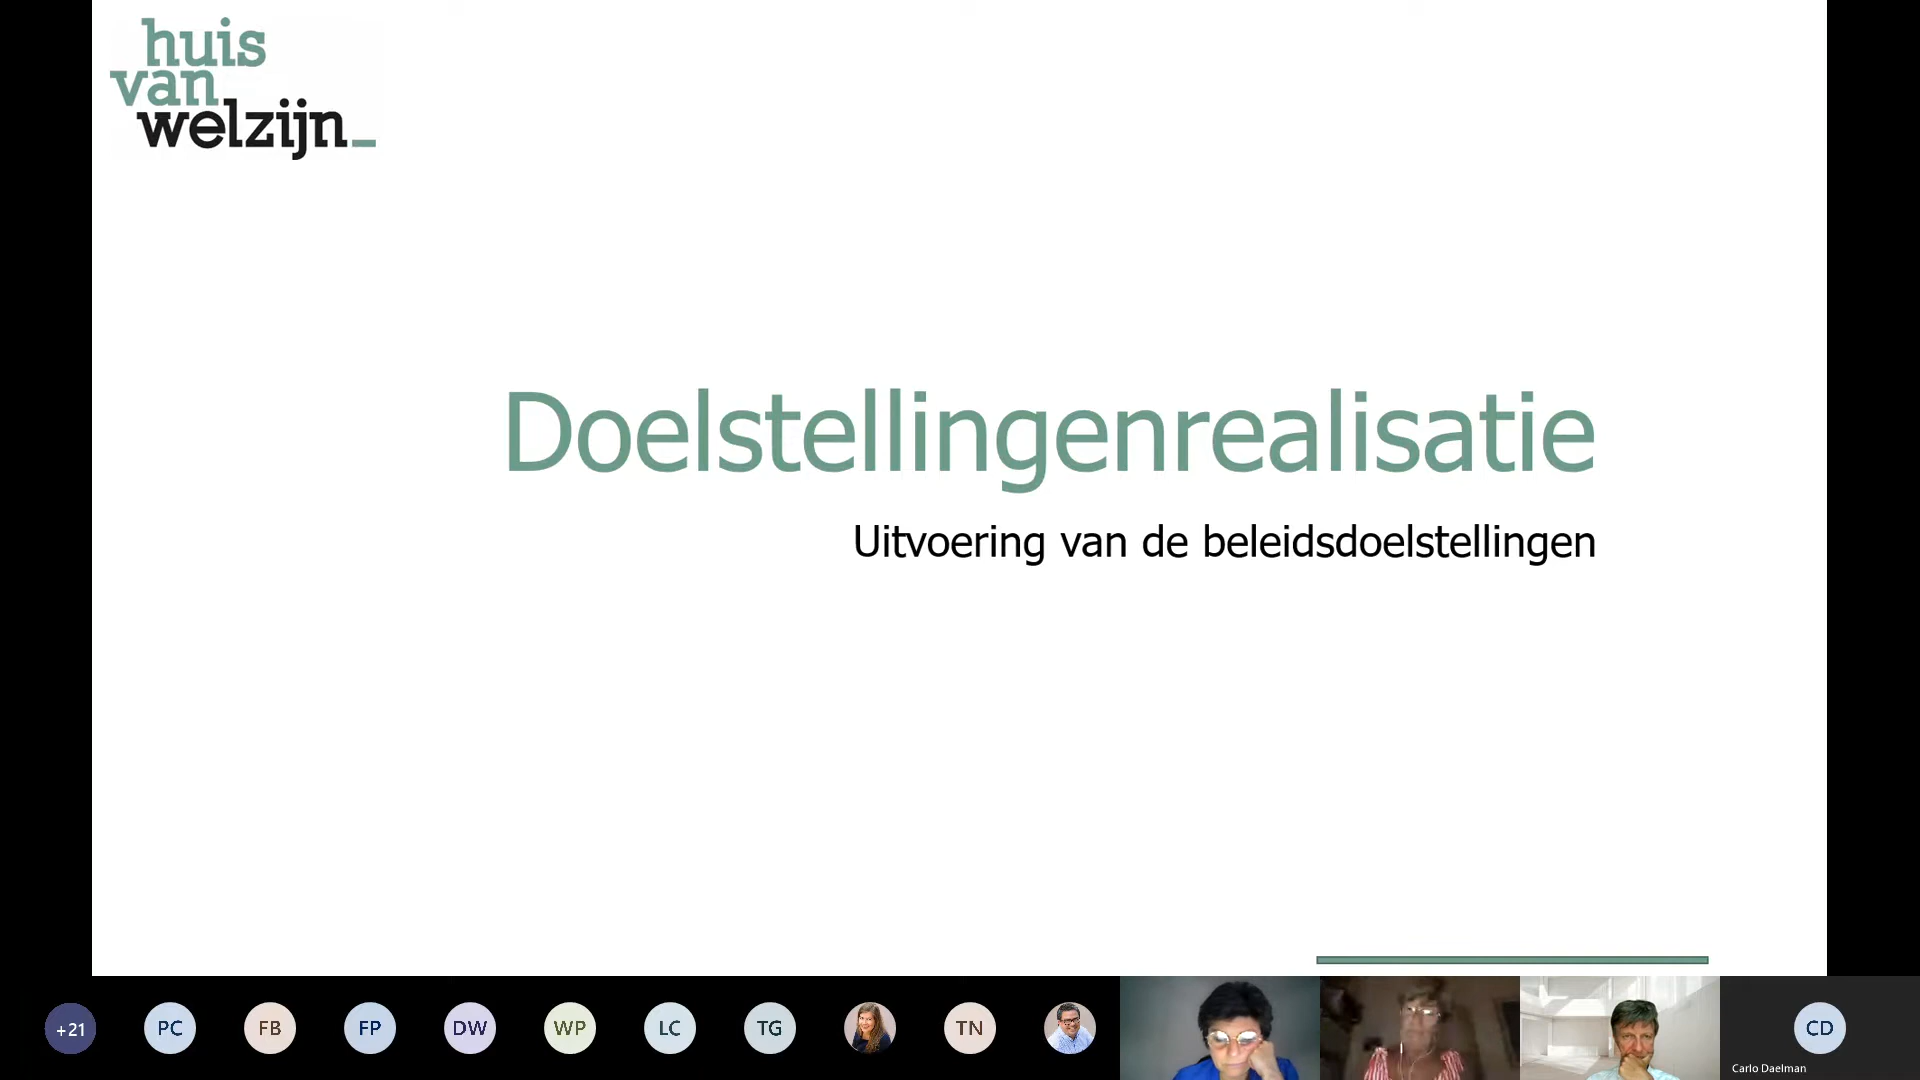 huis
van
welzijn_
Doelstellingenrealisatie
Uitvoering van de beleidsdoelstellingen
+21
PC
FB
FP
DW
WP
LC
TG
TN
CD
Carlo Daelman